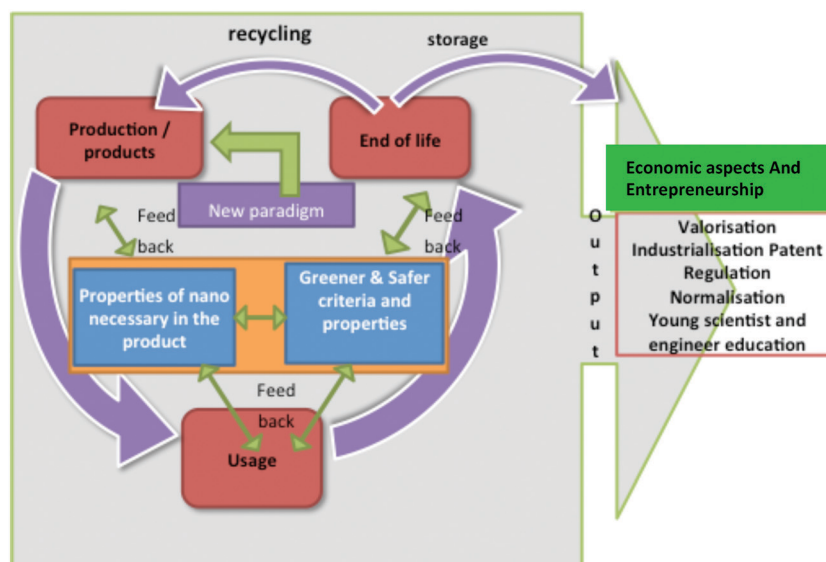 recycling
storage
Production /
products
End of life
New paradigm
Feed
back
Feed
back
Properties of nano
necessary in the
product
Greener & Safer
criteria and
properties
Feed
back
Usage
O
u
t
p
u
t
Economic aspects And
Entrepreneurship
Valorisation
Industrialisation Patent
Regulation
Normalisation
Young scientist and
engineer education